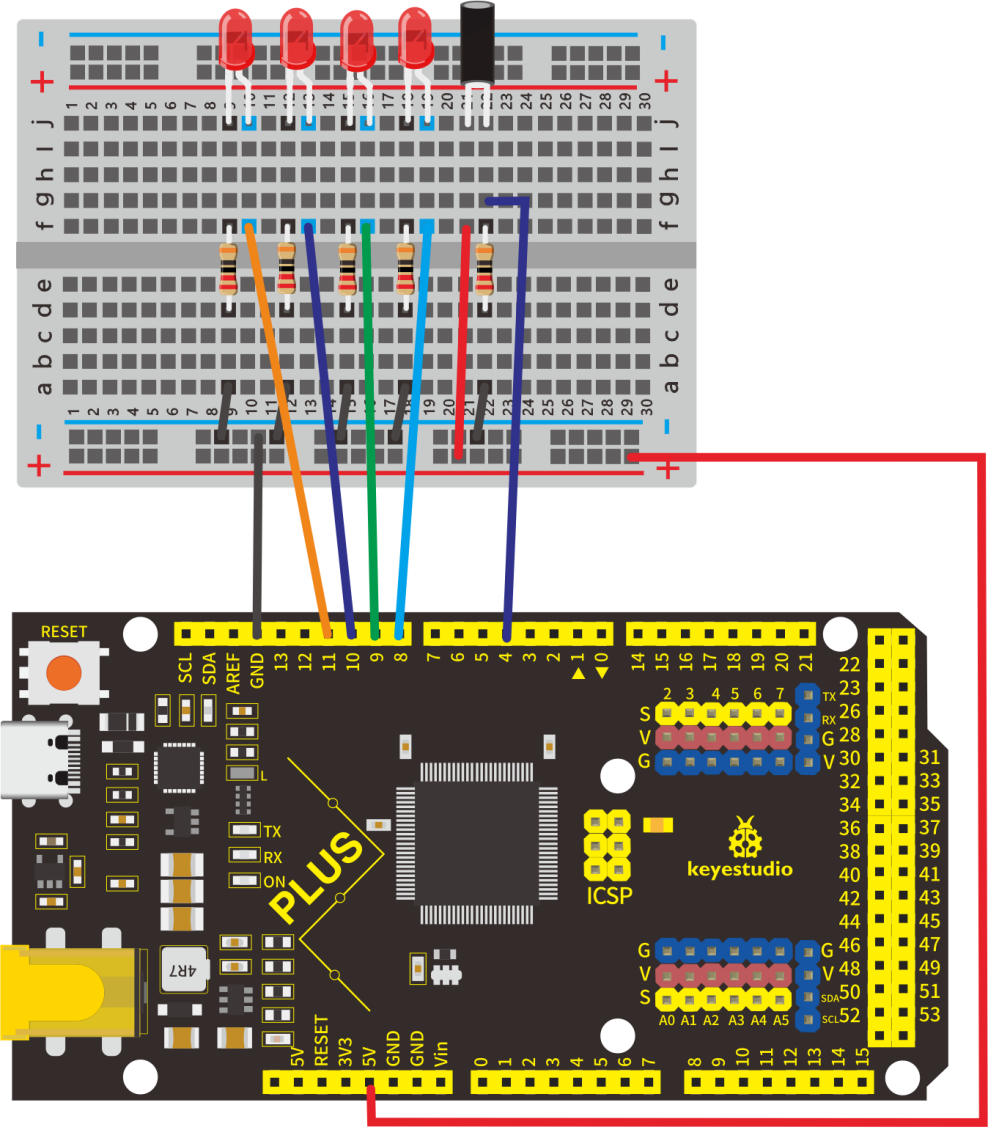 - -
+ +
1 2 3 4 5 6 7 8 9 10 11 12 13 14 15 16 17 18 19 20 21 22 23 24 25 26 27 28 29 30
j j
i i
h h
g g
f f
e e
d d
c c
b b
a a
1 2 3 4 5 6 7 8 9 10 11 12 13 14 15 16 17 18 19 20 21 22 23 24 25 26 27 28 29 30
- -
+ +
RESET
SCL SDA AREF GND 13 12 11 10 9 8 7 6 5 4 3 2 1 0 14 15 16 17 18 19 20 21
22
23
26
28
30 31
32 33
34 35
36 37
38 39
40 41
42 43
44 45
46 47
48 49
50 51
52 53
2 3 4 5 6 7
S
V
G
TX
RX
G
V
L
TX
RX
ON
PLUS
ICSP
keyestudio
4R7
G
V
S
A0 A1 A2 A3 A4 A5
G
V
SDA
SCL
5V RESET 3V3 5V GND GND Vin 0 1 2 3 4 5 6 7 8 9 10 11 12 13 14 15